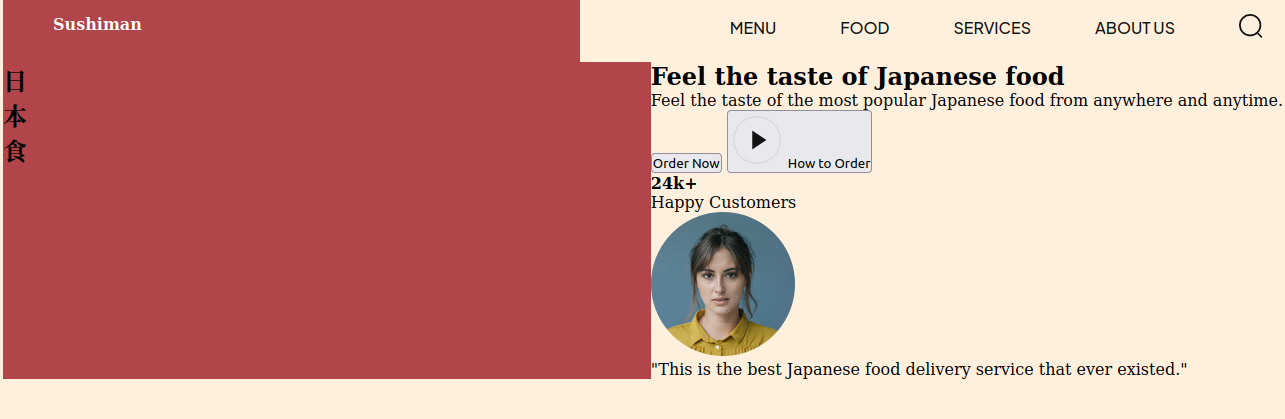 Sushiman
MENU FOOD SERVICES ABOUT US
日
本
食
Feel the taste of Japanese food
Feel the taste of the most popular Japanese food from anywhere and anytime.
Order Now How to Order
24k+
Happy Customers
"This is the best Japanese food delivery service that ever existed."